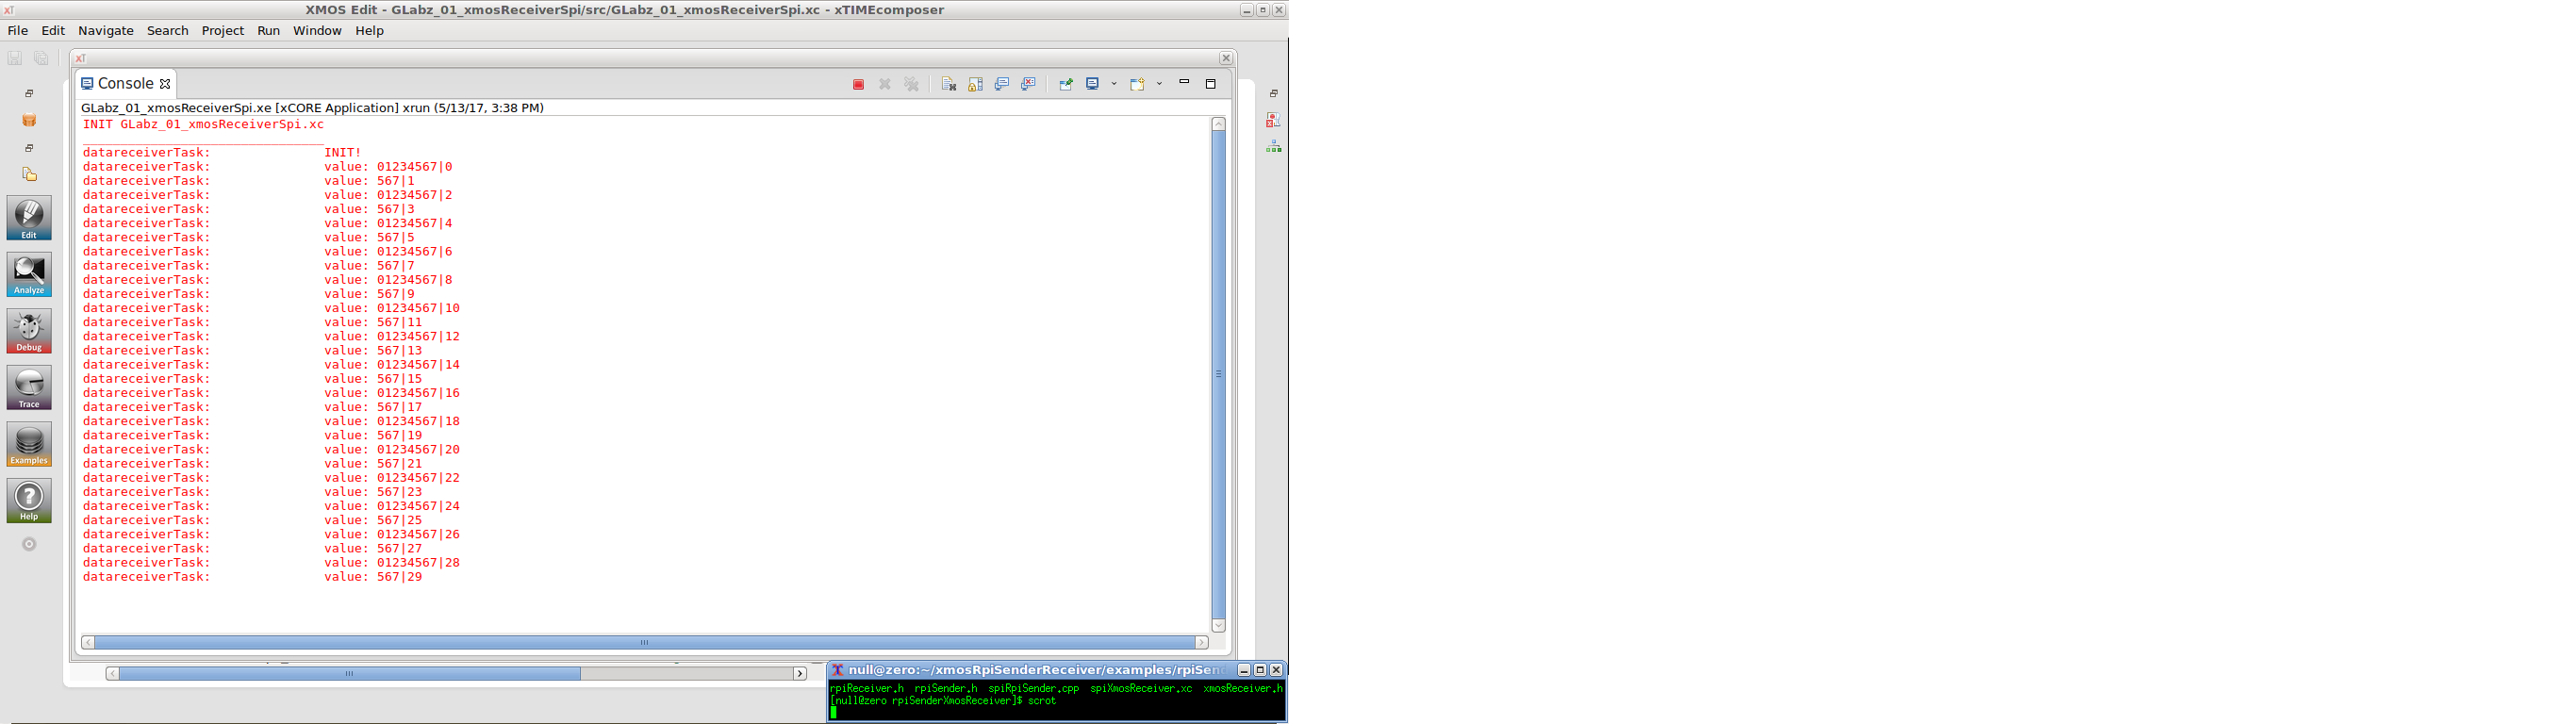 XMOS Edit - GLabz_01_xmosReceiverSpi/src/GLabz_01_xmosReceiverSpi.xc - xTIMEcomposer
File Edit Navigate Search Project Run Window Help
Console
GLabz_01_xmosReceiverSpi.xe [xCORE Application] xrun (5/13/17, 3:38 PM)
INIT GLabz_01_xmosReceiverSpi.xc
datareceiverTask: INIT!
datareceiverTask: value: 01234567|0
datareceiverTask: value: 567|1
datareceiverTask: value: 01234567|2
datareceiverTask: value: 567|3
datareceiverTask: value: 01234567|4
datareceiverTask: value: 567|5
datareceiverTask: value: 01234567|6
datareceiverTask: value: 567|7
datareceiverTask: value: 01234567|8
datareceiverTask: value: 567|9
datareceiverTask: value: 01234567|10
datareceiverTask: value: 567|11
datareceiverTask: value: 01234567|12
datareceiverTask: value: 567|13
datareceiverTask: value: 01234567|14
datareceiverTask: value: 567|15
datareceiverTask: value: 01234567|16
datareceiverTask: value: 567|17
datareceiverTask: value: 01234567|18
datareceiverTask: value: 567|19
datareceiverTask: value: 01234567|20
datareceiverTask: value: 567|21
datareceiverTask: value: 01234567|22
datareceiverTask: value: 567|23
datareceiverTask: value: 01234567|24
datareceiverTask: value: 567|25
datareceiverTask: value: 01234567|26
datareceiverTask: value: 567|27
datareceiverTask: value: 01234567|28
datareceiverTask: value: 567|29
Edit
Analyze
Debug
Trace
Examples
Help
null@zero:~/xmosRpiSenderReceiver/examples/rpiSen
rpiReceiver.h rpiSender.h spiRpiSender.cpp spiXmosReceiver.xc xmosReceiver.h
[null@zero rpiSenderXmosReceiver]$ scrot